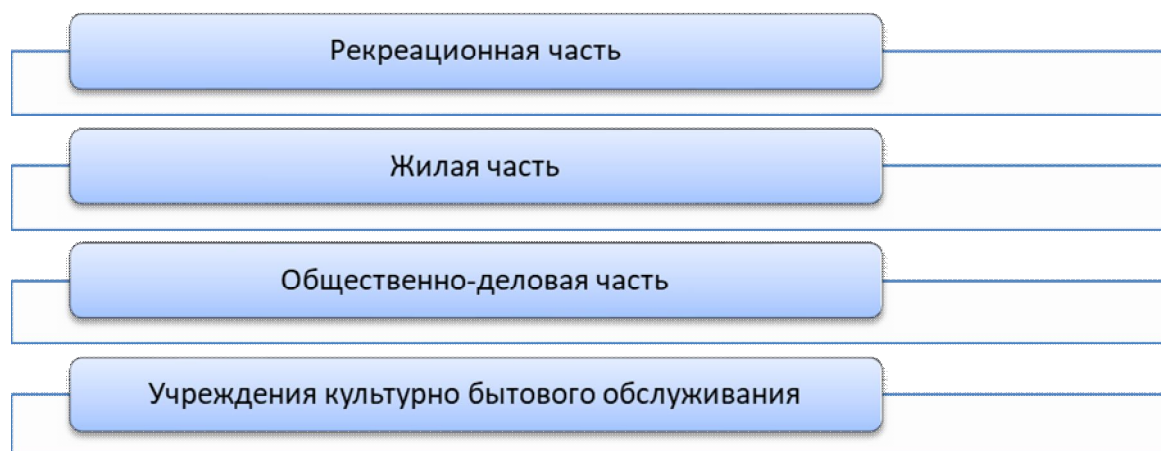 Рекреационная часть
Жилая часть
Общественно-деловая часть
Учреждения культурно бытового обслуживания